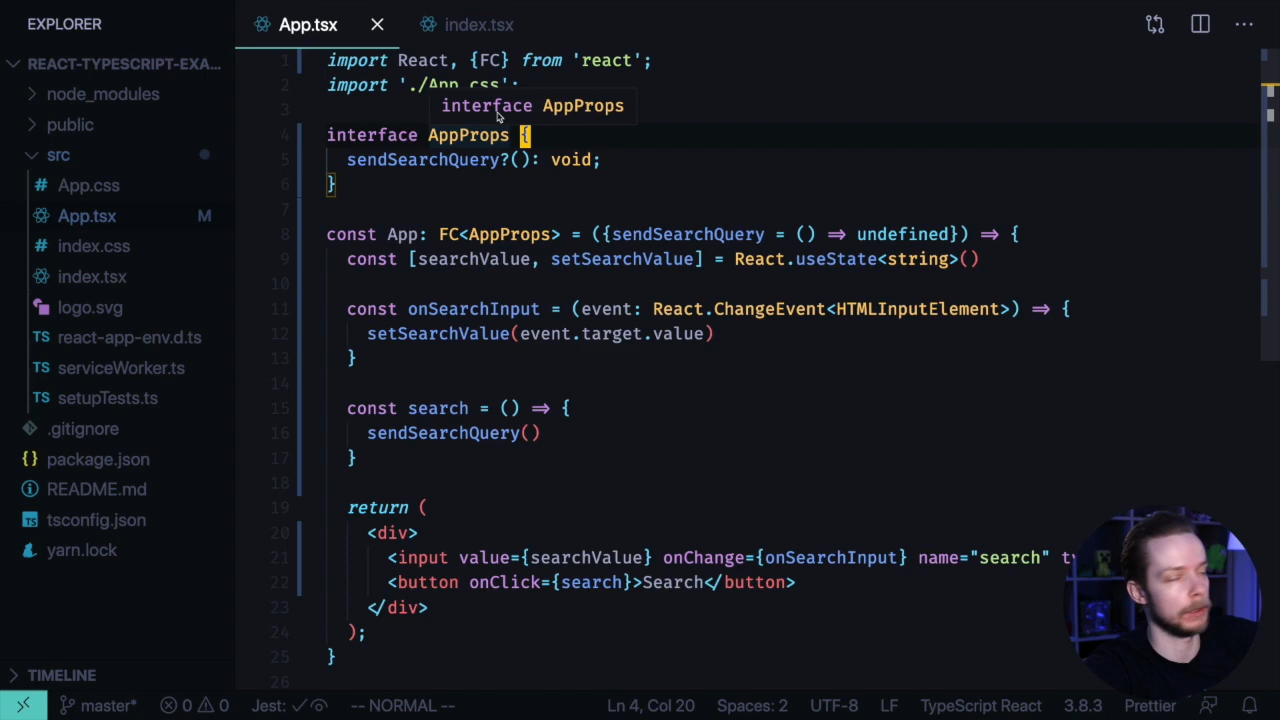 EXPLORER
App.tsx
index.tsx
REACT-TYPESCRIPT-EXA...
node_modules
public
src
App.css
App.tsx M
index.css
index.tsx
logo.svg
react-app-env.d.ts
serviceWorker.ts
setupTests.ts
.gitignore
package.json
README.md
tsconfig.json
yarn.lock
TIMELINE
1 import React, {FC} from 'react';
2 import './App.css';
interface AppProps
3
4 interface AppProps {
5 sendSearchQuery?(): void;
6 }
7
8 const App: FC<AppProps> = ({sendSearchQuery = () => undefined}) => {
9 const [searchValue, setSearchValue] = React.useState<string>()
10
11 const onSearchInput = (event: React.ChangeEvent<HTMLInputElement>) => {
12 setSearchValue(event.target.value)
13 }
14
15 const search = () => {
16 sendSearchQuery()
17 }
18
19 return (
20 <div>
21 <input value={searchValue} onChange={onSearchInput} name="search" ty
22 <button onClick={search}>Search</button>
23 </div>
24 );
25 }
26
master* 0 0 Jest: -- NORMAL -- Ln 4, Col 20 Spaces: 2 UTF-8 LF TypeScript React 3.8.3 Prettier